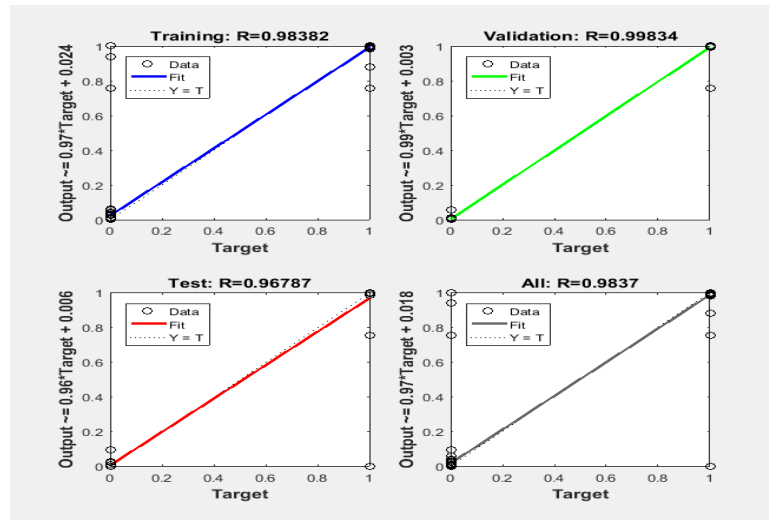 Training: R=0.98382
Output ~= 0.97*Target + 0.024
1
0.8
0.6
0.4
0.2
0
Data
Fit
Y = T
0 0.2 0.4 0.6 0.8 1
Target
Validation: R=0.99834
Output ~= 0.99*Target + 0.003
1
0.8
0.6
0.4
0.2
0
Data
Fit
Y = T
0 0.2 0.4 0.6 0.8 1
Target
Test: R=0.96787
Output ~= 0.96*Target + 0.006
1
0.8
0.6
0.4
0.2
0
Data
Fit
Y = T
0 0.2 0.4 0.6 0.8 1
Target
All: R=0.9837
Output ~= 0.97*Target + 0.018
1
0.8
0.6
0.4
0.2
0
Data
Fit
Y = T
0 0.2 0.4 0.6 0.8 1
Target